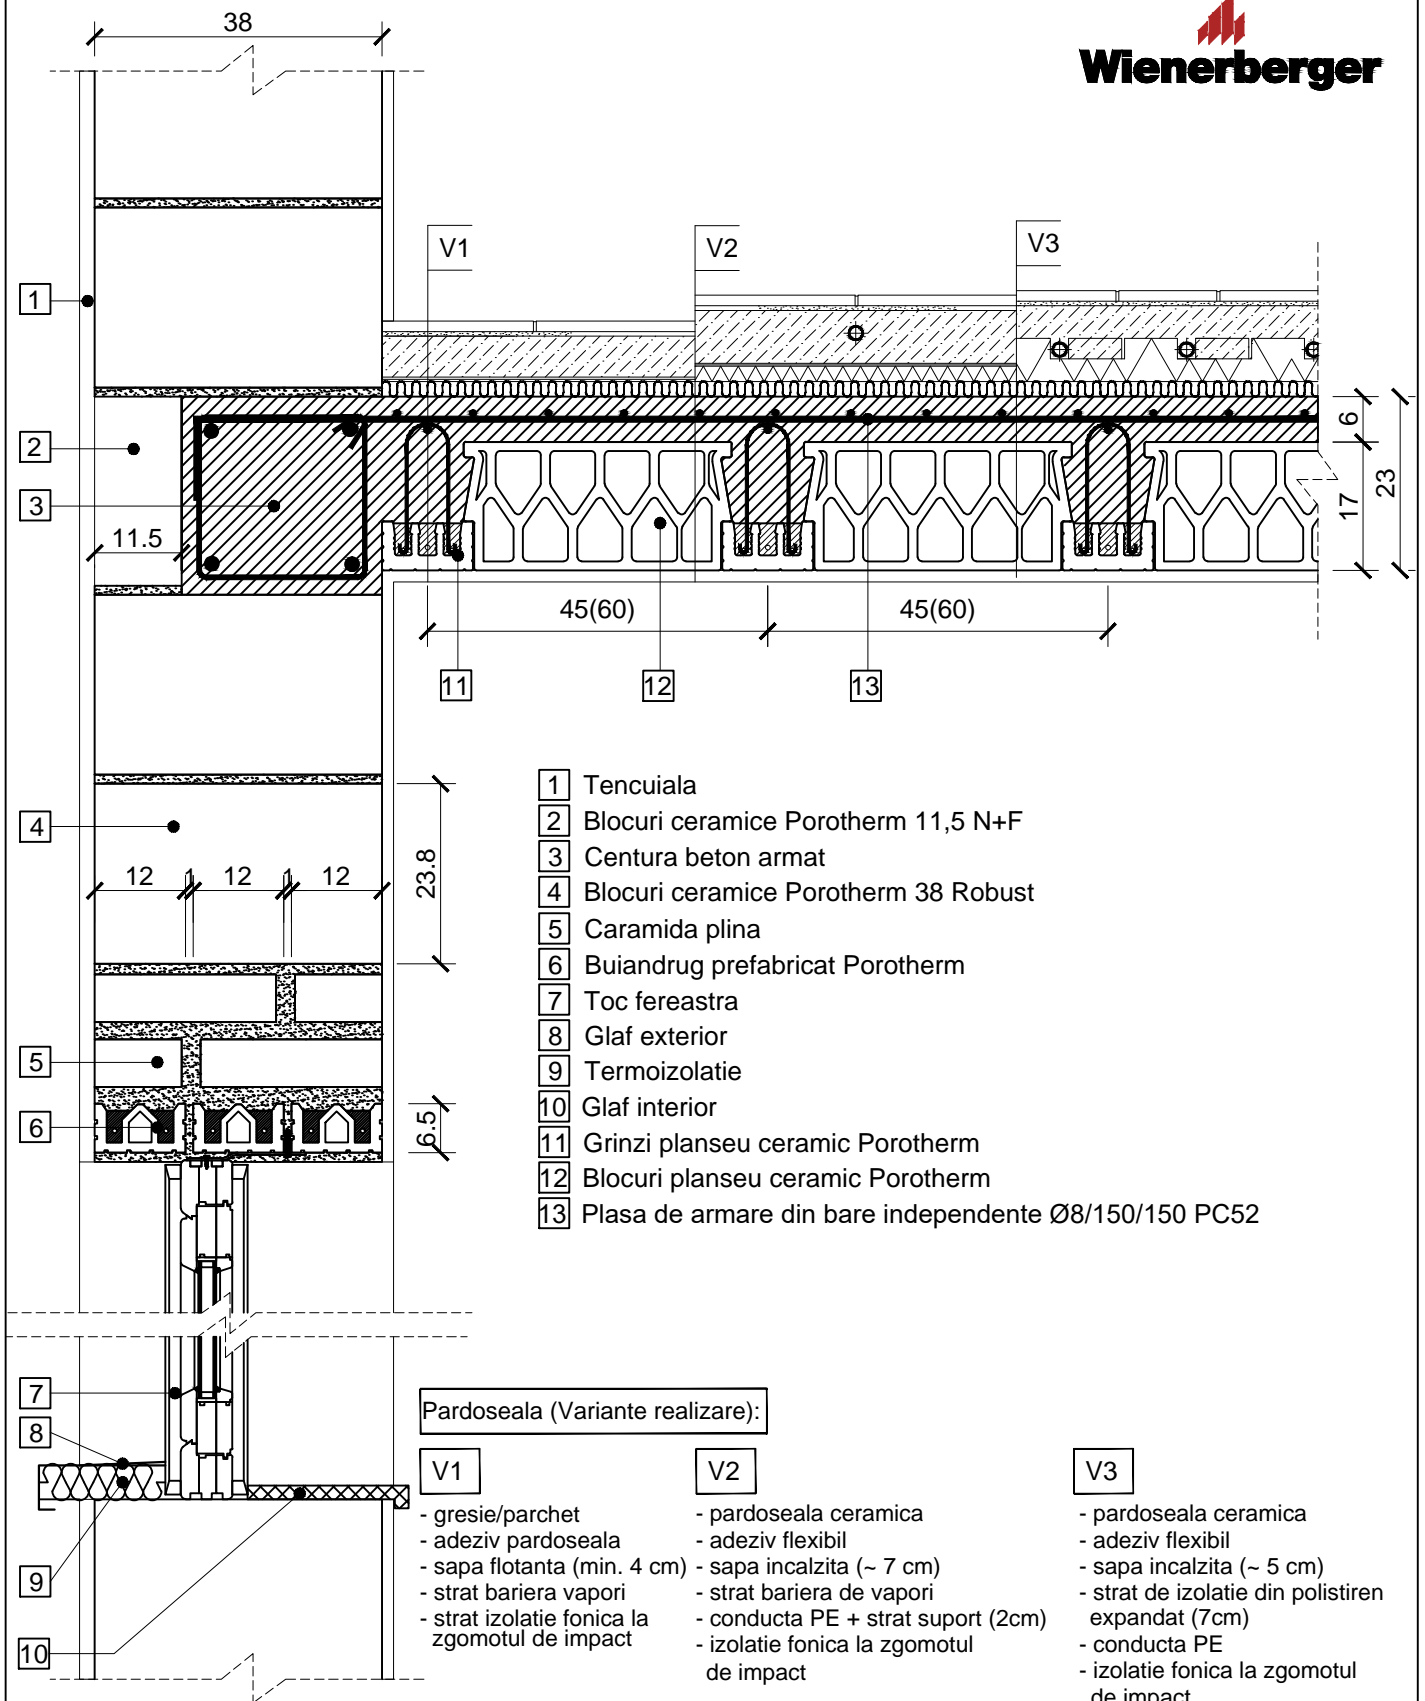 38
Wienerberger
V1
V2
V3
1
2
3
11.5
6
17
23
45(60)
45(60)
11
12
13
4
12
1
12
1
12
23.8
5
6
6.5
1 Tencuiala
2 Blocuri ceramice Porotherm 11,5 N+F
3 Centura beton armat
4 Blocuri ceramice Porotherm 38 Robust
5 Caramida plina
6 Buiandrug prefabricat Porotherm
7 Toc fereastra
8 Glaf exterior
9 Termoizolatie
10 Glaf interior
11 Grinzi planseu ceramic Porotherm
12 Blocuri planseu ceramic Porotherm
13 Plasa de armare din bare independente Ø8/150/150 PC52
7
8
9
10
Pardoseala (Variante realizare):
V1
- gresie/parchet
- adeziv pardoseala
- sapa flotanta (min. 4 cm)
- strat bariera vapori
- strat izolatie fonica la
zgomotul de impact
V2
- pardoseala ceramica
- adeziv flexibil
- sapa incalzita (~ 7 cm)
- strat bariera de vapori
- conducta PE + strat suport (2cm)
- izolatie fonica la zgomotul
de impact
V3
- pardoseala ceramica
- adeziv flexibil
- sapa incalzita (~ 5 cm)
- strat de izolatie din polistiren
expandat (7cm)
- conducta PE
- izolatie fonica la zgomotul
de impact